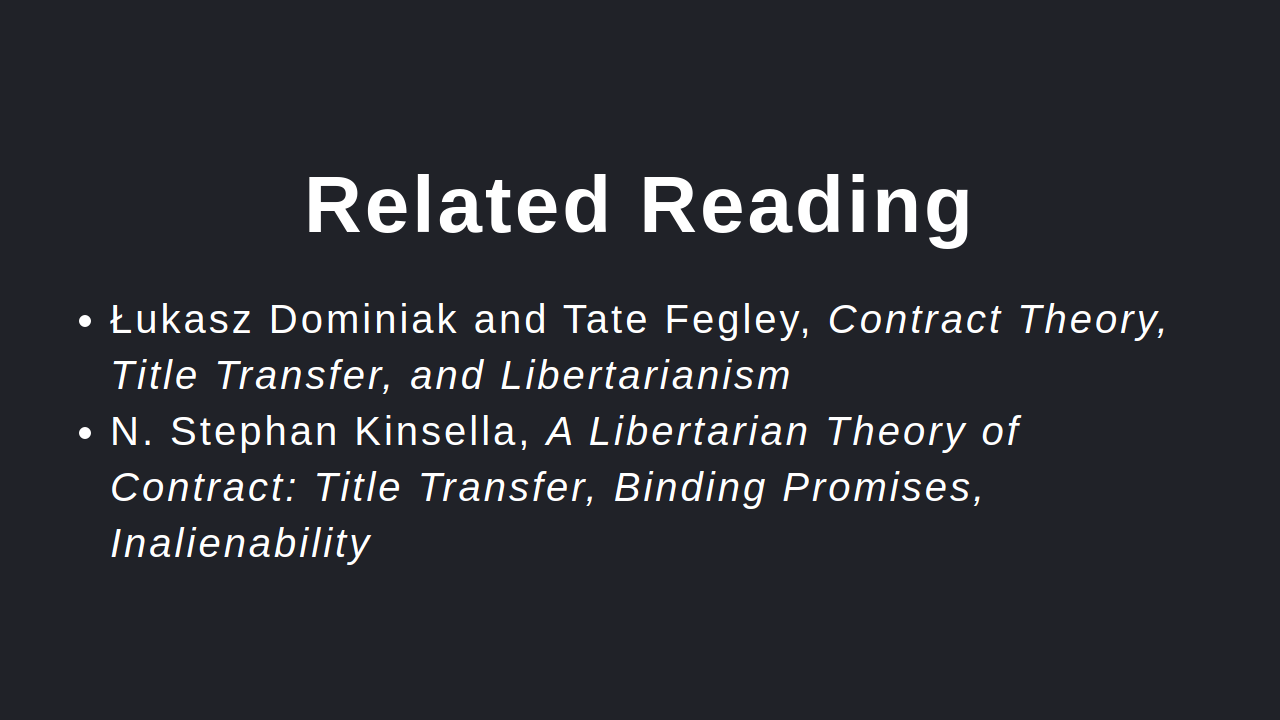 Related Reading
• Łukasz Dominiak and Tate Fegley, Contract Theory,
Title Transfer, and Libertarianism
• N. Stephan Kinsella, A Libertarian Theory of
Contract: Title Transfer, Binding Promises,
Inalienability